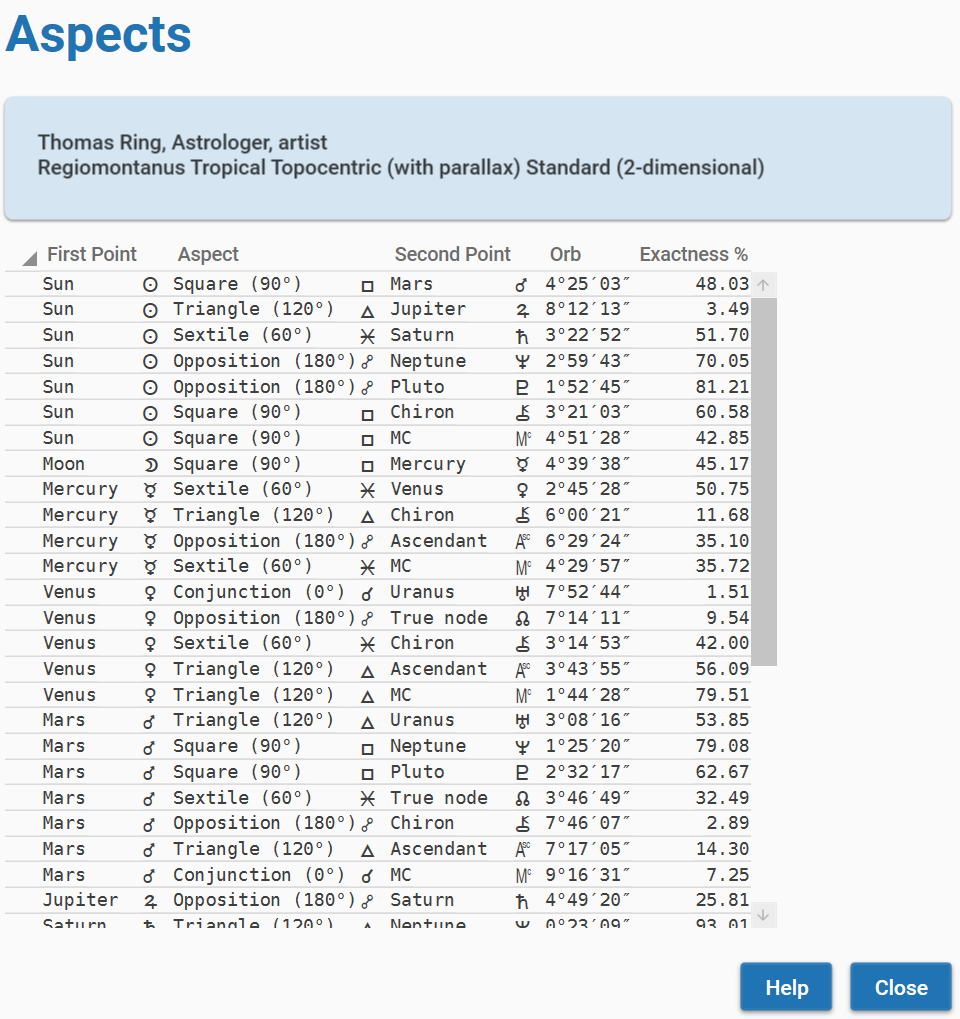 Aspects
Thomas Ring, Astrologer, artist
Regiomontanus Tropical Topocentric (with parallax) Standard (2-dimensional)
First Point Aspect Second Point Orb Exactness %
Sun ☉ Square (90°) □ Mars ♂ 4°25′03″ 48.03
Sun ☉ Triangle (120°) △ Jupiter ♃ 8°12′13″ 3.49
Sun ☉ Sextile (60°) ⚹ Saturn ♄ 3°22′52″ 51.70
Sun ☉ Opposition (180°) ☍ Neptune ♆ 2°59′43″ 70.05
Sun ☉ Opposition (180°) ☍ Pluto ♇ 1°52′45″ 81.21
Sun ☉ Square (90°) □ Chiron ⚷ 3°21′03″ 60.58
Sun ☉ Square (90°) □ MC Mc 4°51′28″ 42.85
Moon ☽ Square (90°) □ Mercury ☿ 4°39′38″ 45.17
Mercury ☿ Sextile (60°) ⚹ Venus ♀ 2°45′28″ 50.75
Mercury ☿ Triangle (120°) △ Chiron ⚷ 6°00′21″ 11.68
Mercury ☿ Opposition (180°) ☍ Ascendant Asc 6°29′24″ 35.10
Mercury ☿ Sextile (60°) ⚹ MC Mc 4°29′57″ 35.72
Venus ♀ Conjunction (0°) ☌ Uranus ♅ 7°52′44″ 1.51
Venus ♀ Opposition (180°) ☍ True node ☊ 7°14′11″ 9.54
Venus ♀ Sextile (60°) ⚹ Chiron ⚷ 3°14′53″ 42.00
Venus ♀ Triangle (120°) △ Ascendant Asc 3°43′55″ 56.09
Venus ♀ Triangle (120°) △ MC Mc 1°44′28″ 79.51
Mars ♂ Triangle (120°) △ Uranus ♅ 3°08′16″ 53.85
Mars ♂ Square (90°) □ Neptune ♆ 1°25′20″ 79.08
Mars ♂ Square (90°) □ Pluto ♇ 2°32′17″ 62.67
Mars ♂ Sextile (60°) ⚹ True node ☊ 3°46′49″ 32.49
Mars ♂ Opposition (180°) ☍ Chiron ⚷ 7°46′07″ 2.89
Mars ♂ Triangle (120°) △ Ascendant Asc 7°17′05″ 14.30
Mars ♂ Conjunction (0°) ☌ MC Mc 9°16′31″ 7.25
Jupiter ♃ Opposition (180°) ☍ Saturn ♄ 4°49′20″ 25.81
Saturn ♄ Triangle (120°) △ Neptune ♆ 0°23′09″ 93.01
Help Close